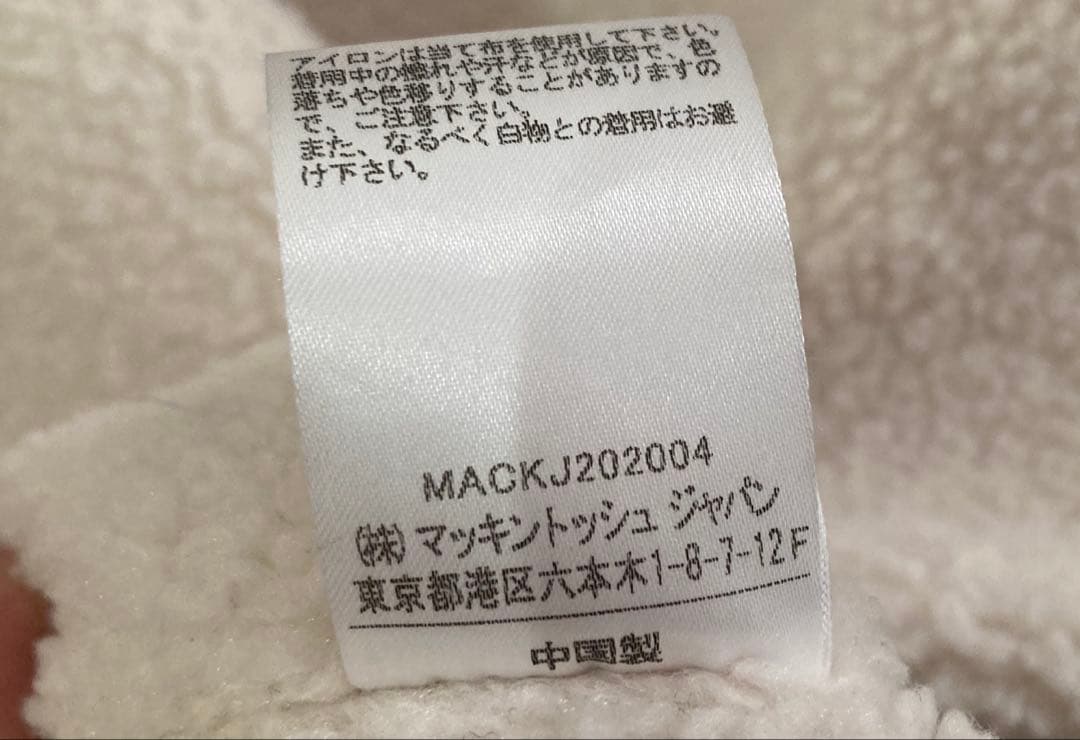 アイロンは当て布を使用して下さい。
着用中の擦れや汗などが原因で、色
落ちや色移りすることがありますの
で、ご注意下さい。
また、なるべく白物との着用はお避
け下さい。
MACKJ202004
(株)マッキントッシュ ジャパン
東京都港区六本木1-8-7-12F
中国製